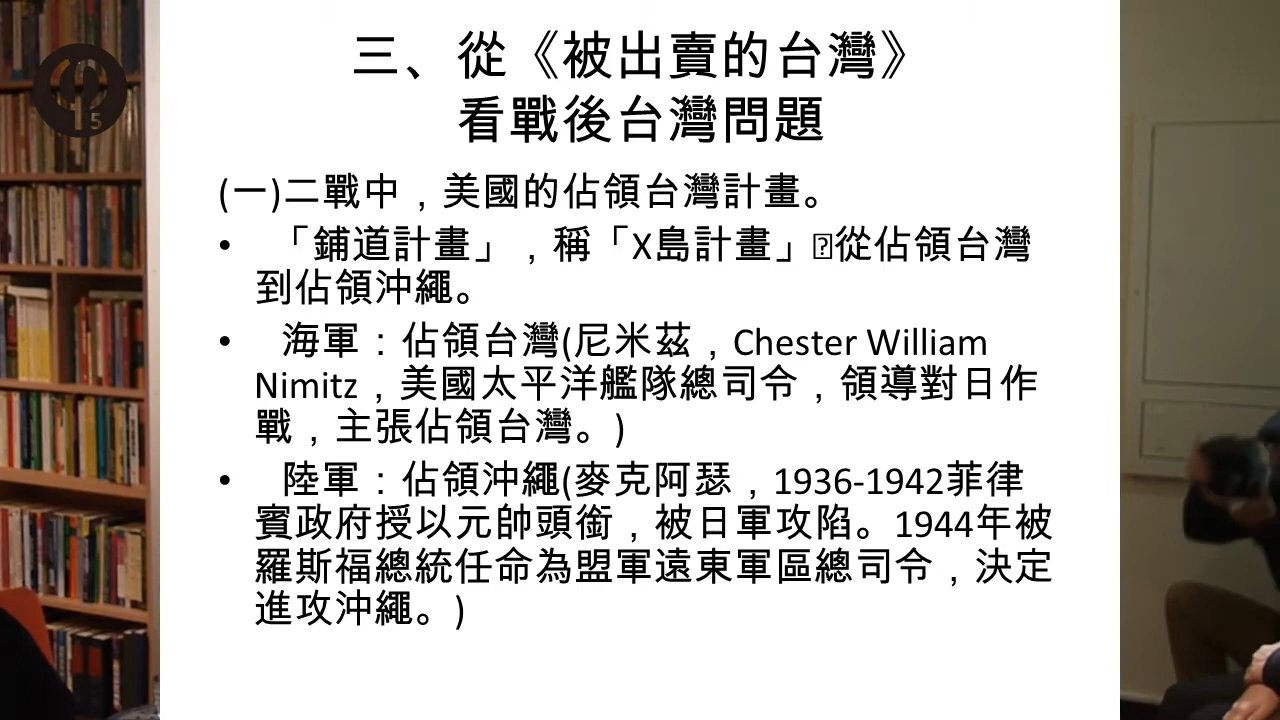 三、從《被出賣的台灣》
看戰後台灣問題
(一)二戰中，美國的佔領台灣計畫。
• 「鋪道計畫」，稱「X島計畫」從佔領台灣
到佔領沖繩。
• 海軍：佔領台灣(尼米茲，Chester William
Nimitz，美國太平洋艦隊總司令，領導對日作
戰，主張佔領台灣。)
• 陸軍：佔領沖繩(麥克阿瑟，1936-1942菲律
賓政府授以元帥頭銜，被日軍攻陷。1944年被
羅斯福總統任命為盟軍遠東軍區總司令，決定
進攻沖繩。)
5